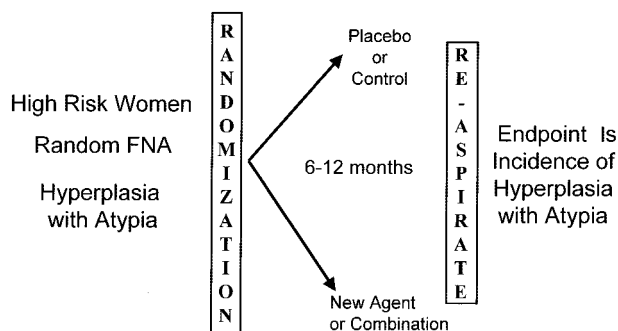 High Risk Women
Random FNA
Hyperplasia
with Atypia
RANDOMIZATION
Placebo
or
Control
6-12 months
New Agent
or Combination
RE-ASPIRATE
Endpoint Is
Incidence of
Hyperplasia
with Atypia